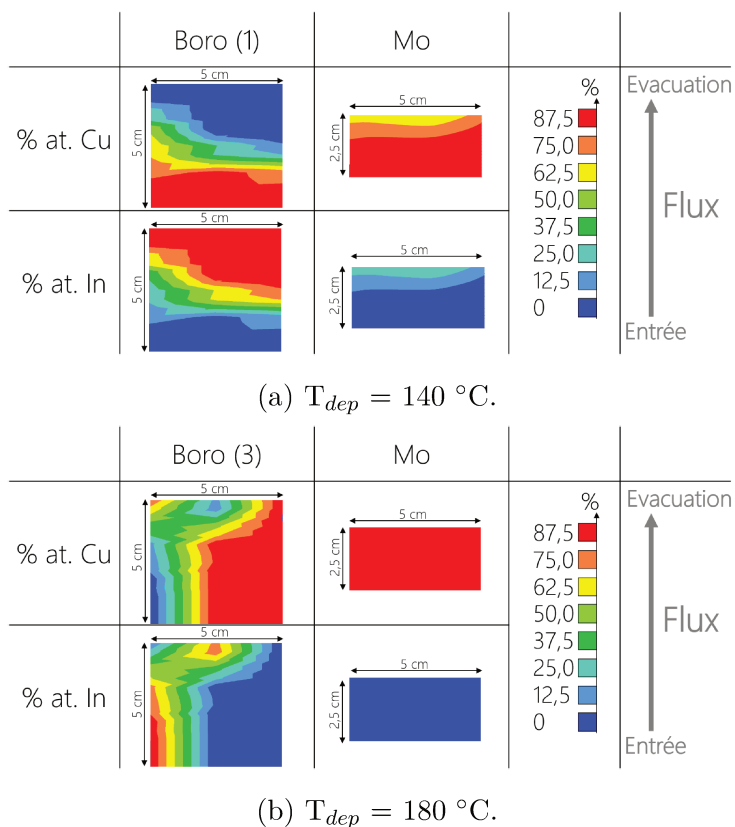 Boro (1) Mo
% at. Cu
5 cm
5 cm
5 cm
2,5 cm
% at. In
5 cm
5 cm
5 cm
2,5 cm
%
87,5
75,0
62,5
50,0
37,5
25,0
12,5
0
Evacuation
Flux
Entrée
(a) T_dep = 140 °C.
Boro (3) Mo
% at. Cu
5 cm
5 cm
5 cm
2,5 cm
% at. In
5 cm
5 cm
5 cm
2,5 cm
%
87,5
75,0
62,5
50,0
37,5
25,0
12,5
0
Evacuation
Flux
Entrée
(b) T_dep = 180 °C.